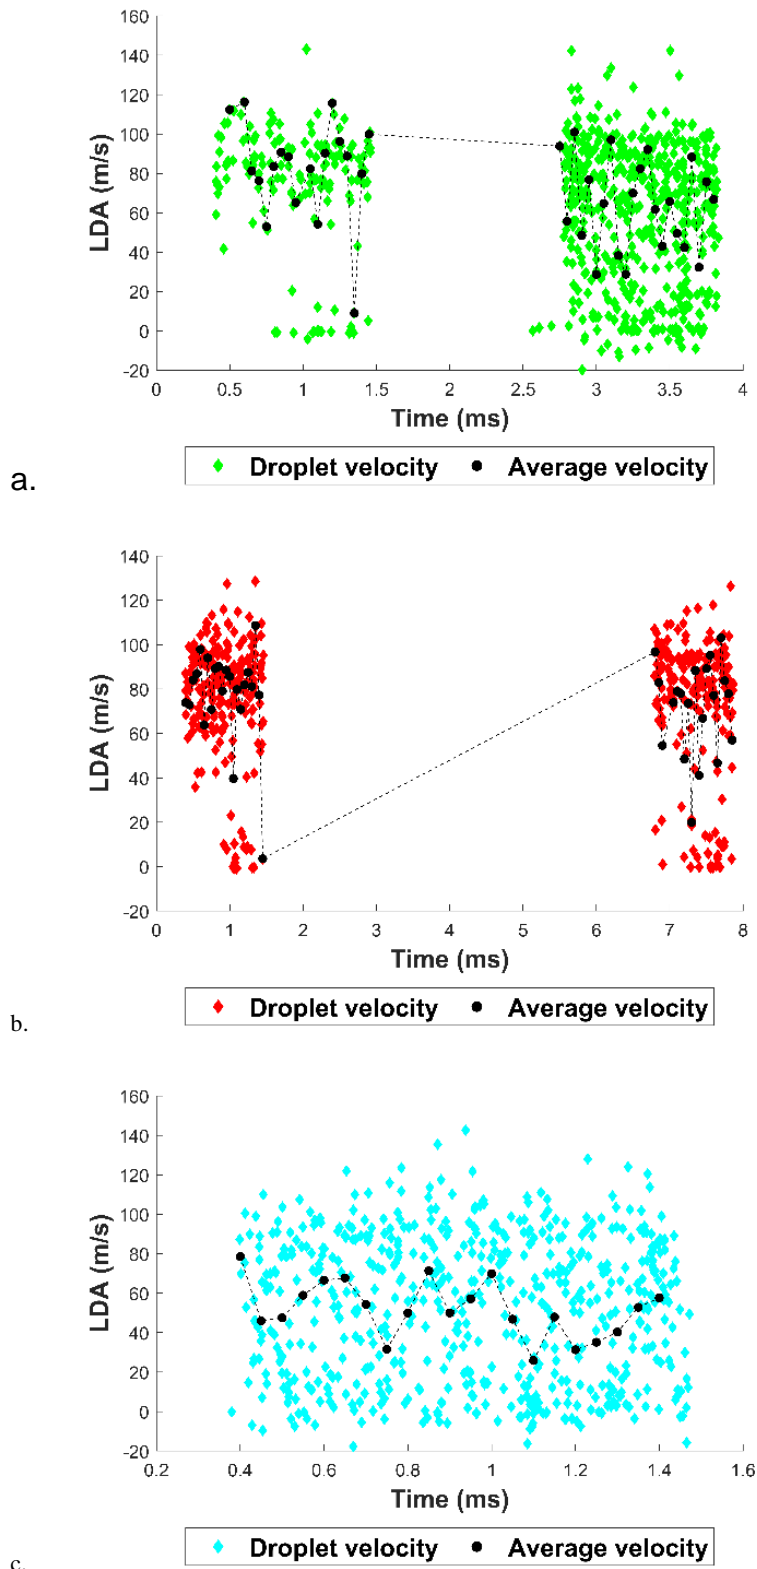 160
140
120
100
80
60
40
20
0
-20
LDA (m/s)
0 0.5 1 1.5 2 2.5 3 3.5 4
Time (ms)
Droplet velocity Average velocity
a.
140
120
100
80
60
40
20
0
-20
LDA (m/s)
0 1 2 3 4 5 6 7 8
Time (ms)
Droplet velocity Average velocity
b.
160
140
120
100
80
60
40
20
0
-20
LDA (m/s)
0.2 0.4 0.6 0.8 1 1.2 1.4 1.6
Time (ms)
Droplet velocity Average velocity
c.